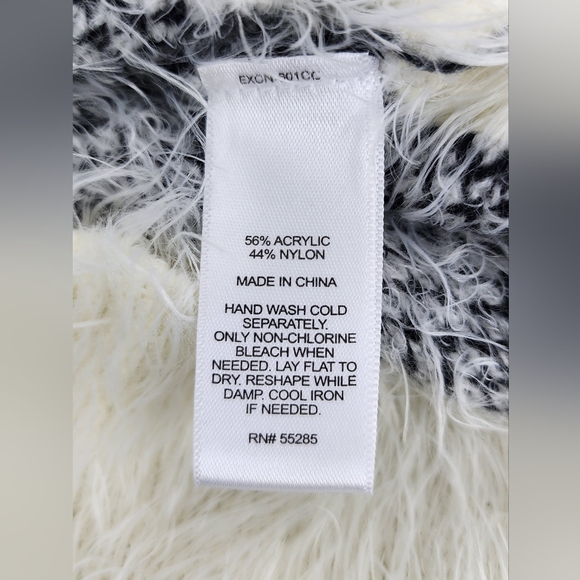 56% ACRYLIC
44% NYLON
MADE IN CHINA
HAND WASH COLD
SEPARATELY.
ONLY NON-CHLORINE
BLEACH WHEN
NEEDED. LAY FLAT TO
DRY. RESHAPE WHILE
DAMP. COOL IRON
IF NEEDED.
RN# 55285